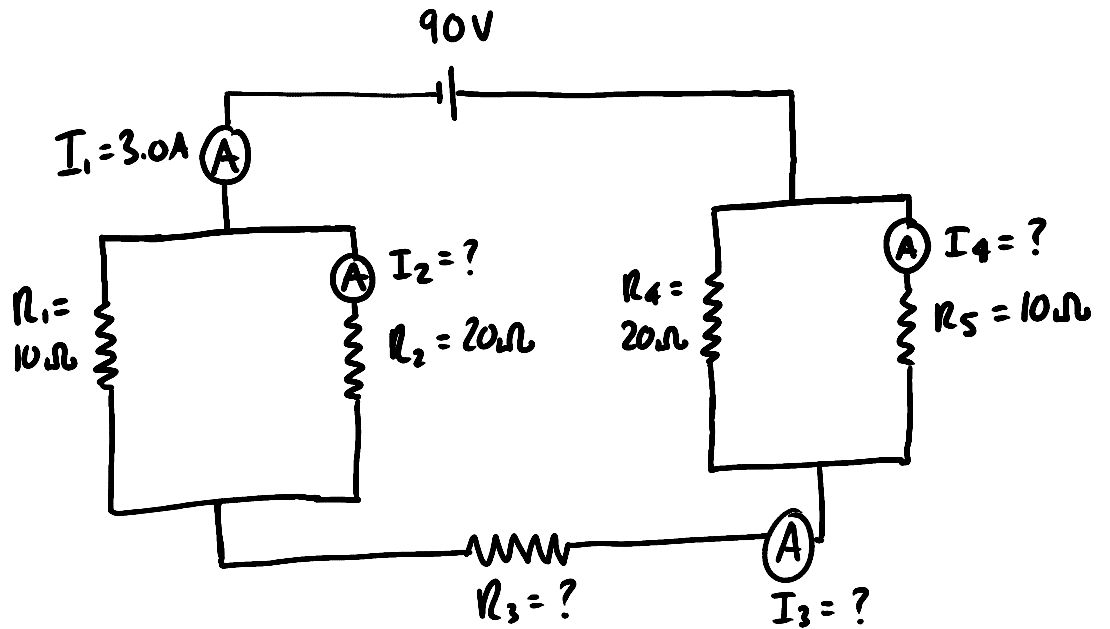 90V
I₁=3.0A
A
I₂=?
A
I₄=?
A
R₁=
10Ω
R₂=20Ω
R₄=
20Ω
R₅=10Ω
A
R₃=?
I₃=?